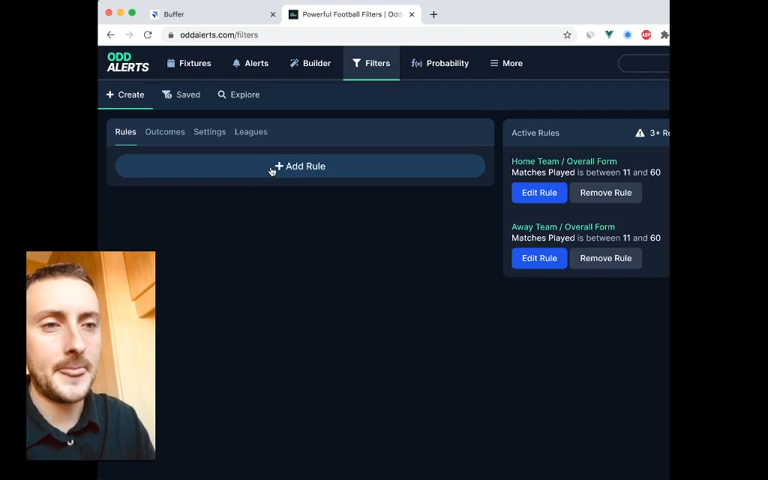 Buffer
Powerful Football Filters | Odd
oddalerts.com/filters
ODD ALERTS
Fixtures
Alerts
Builder
Filters
Probability
More
Create
Saved
Explore
Rules
Outcomes
Settings
Leagues
Add Rule
Active Rules
3+ Re
Home Team / Overall Form
Matches Played is between 11 and 60
Edit Rule
Remove Rule
Away Team / Overall Form
Matches Played is between 11 and 60
Edit Rule
Remove Rule